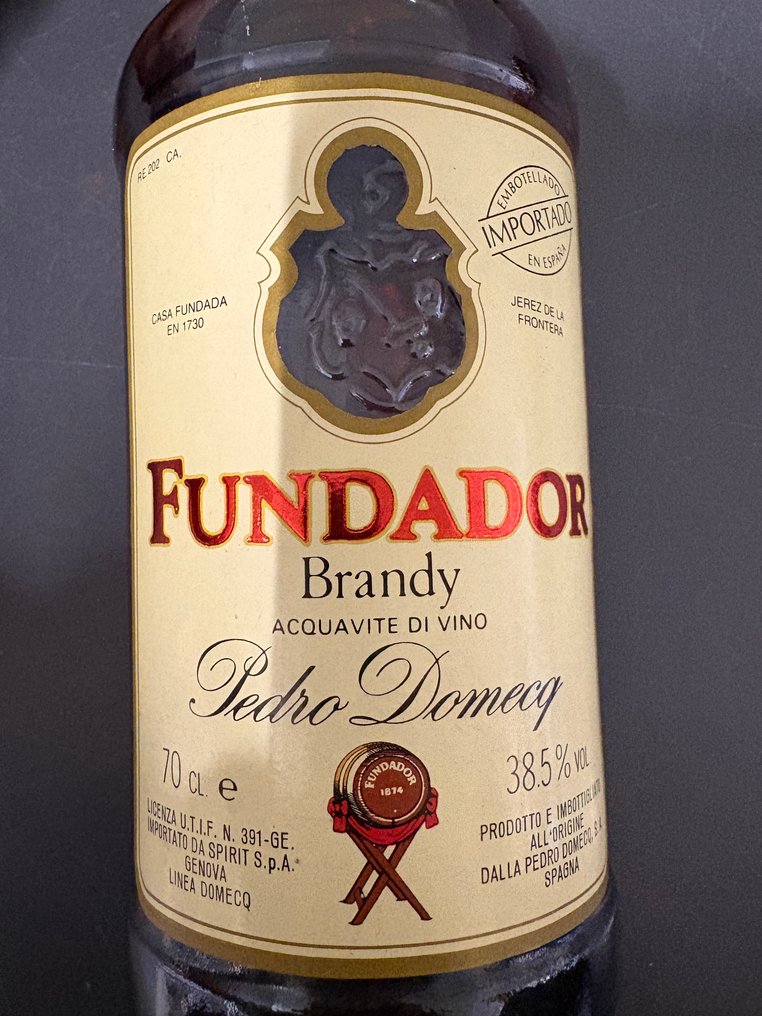 RE 202 CA.
EMBOTELLADO
IMPORTADO
EN ESPAÑA
CASA FUNDADA
EN 1730
JEREZ DE LA
FRONTERA
FUNDADOR
Brandy
ACQUAVITE DI VINO
Pedro Domecq
70 CL. e
38.5% VOL
FUNDADOR
1874
LICENZA U.T.I.F. N. 391-GE.
IMPORTATO DA SPIRIT S.p.A.
GENOVA
LINEA DOMECQ
PRODOTTO E IMBOTTIGLIATO
ALL'ORIGINE
DALLA PEDRO DOMECQ, S.A.
SPAGNA